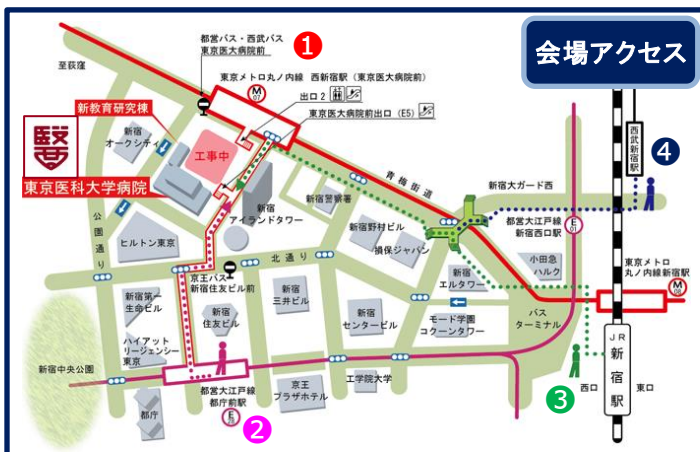 会場アクセス
都営バス・西武バス
東京医大病院前
1
至荻窪
東京メトロ丸ノ内線 西新宿駅（東京医大病院前）
M
07
出口2
東京医大病院前出口（E5）
新教育研究棟
新宿
オークシティ
工事中
東京医科大学病院
新宿
アイランドタワー
新宿警察署
青梅街道
新宿大ガード西
西武新宿駅
4
公園通り
ヒルトン東京
新宿野村ビル
損保ジャパン
都営大江戸線
新宿西口駅
E
01
小田急
ハルク
東京メトロ
丸ノ内線新宿駅
M
08
北通り
京王バス
新宿住友ビル前
新宿
エルタワー
新宿第一
生命ビル
新宿
住友ビル
新宿
三井ビル
新宿
センタービル
モード学園
コクーンタワー
バス
ターミナル
ハイアット
リージェンシー
東京
新宿中央公園
都庁
都営大江戸線
都庁前駅
E
2
京王
プラザホテル
工学院大学
3
西口
JR
新宿駅
東口